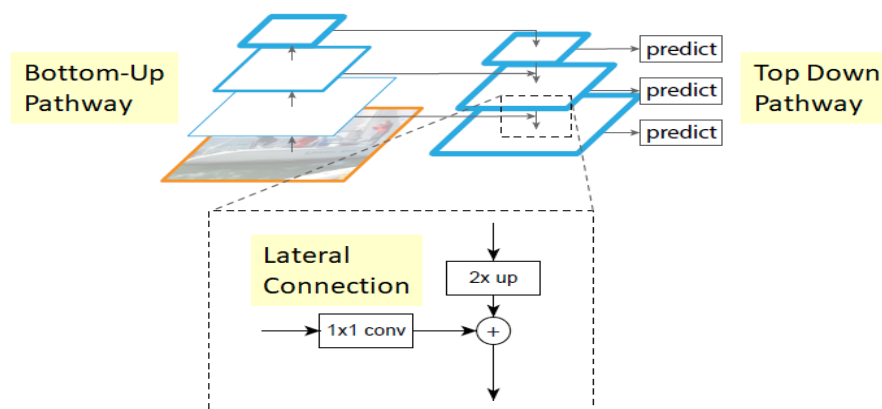 Bottom-Up
Pathway
predict
predict
predict
Top Down
Pathway
Lateral
Connection
2x up
1x1 conv
+